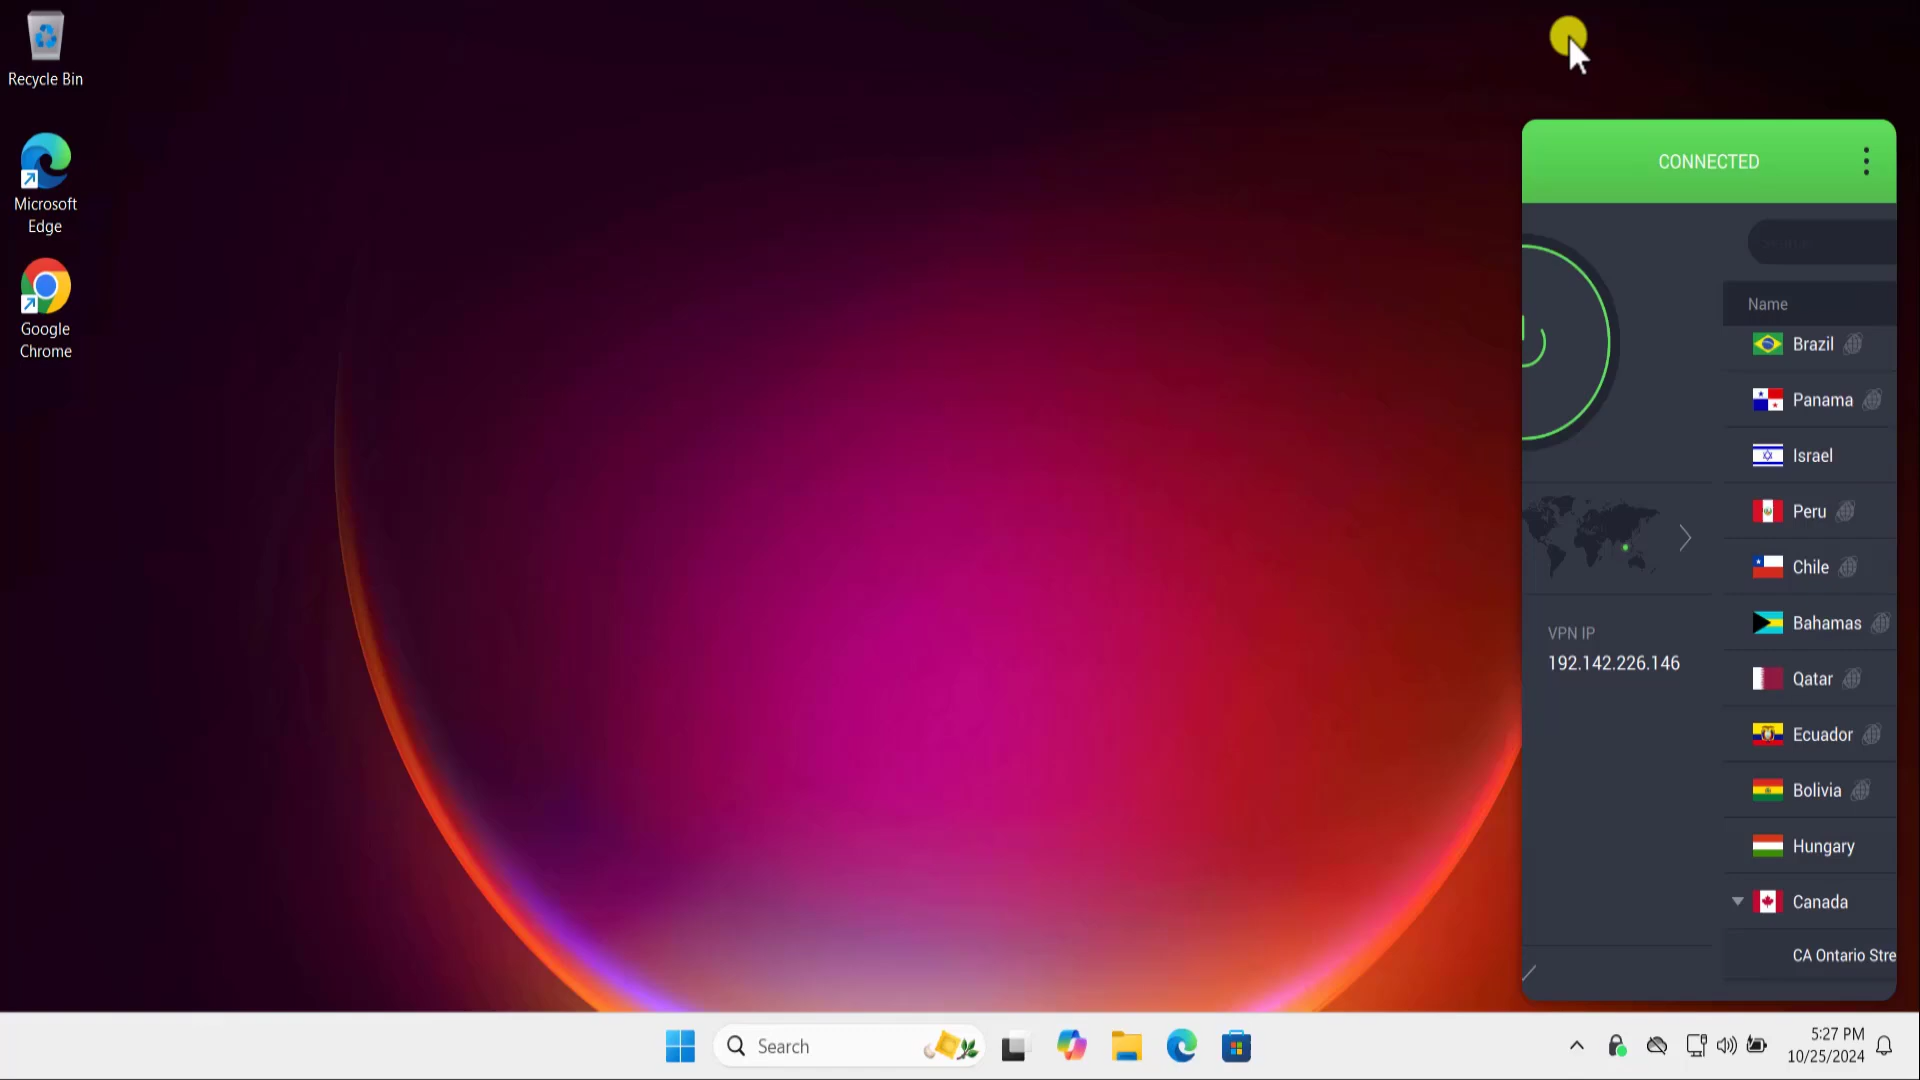 Recycle Bin
Microsoft
Edge
Google
Chrome
CONNECTED
Search
Name
Brazil
Panama
Israel
Peru
Chile
Bahamas
Qatar
Ecuador
Bolivia
Hungary
Canada
CA Ontario Stre
VPN IP
192.142.226.146
Search
5:27 PM
10/25/2024